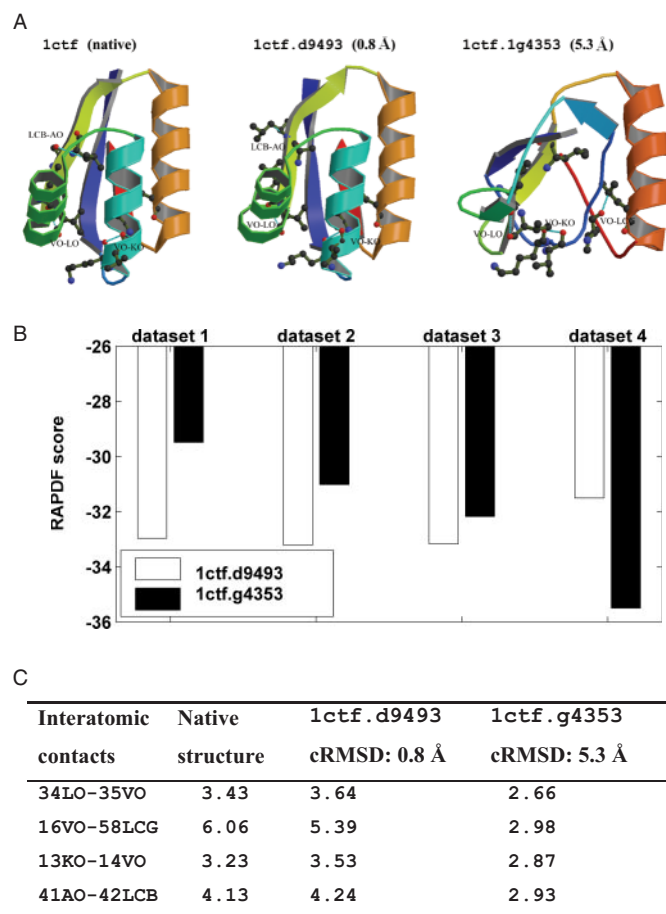 A
1ctf (native) 1ctf.d9493 (0.8 Å) 1ctf.1g4353 (5.3 Å)
LCB-AO
VO-LO
VO-KO
LCB-AO
VO-LO
VO-KO
VO-LO
VO-KO
VO-LO
B
dataset 1 dataset 2 dataset 3 dataset 4
RAPDF score
-26
-28
-30
-32
-34
-36
1ctf.d9493
1ctf.g4353
C
Interatomic Native 1ctf.d9493 1ctf.g4353
contacts structure cRMSD: 0.8 Å cRMSD: 5.3 Å
34LO-35VO 3.43 3.64 2.66
16VO-58LCG 6.06 5.39 2.98
13KO-14VO 3.23 3.53 2.87
41AO-42LCB 4.13 4.24 2.93